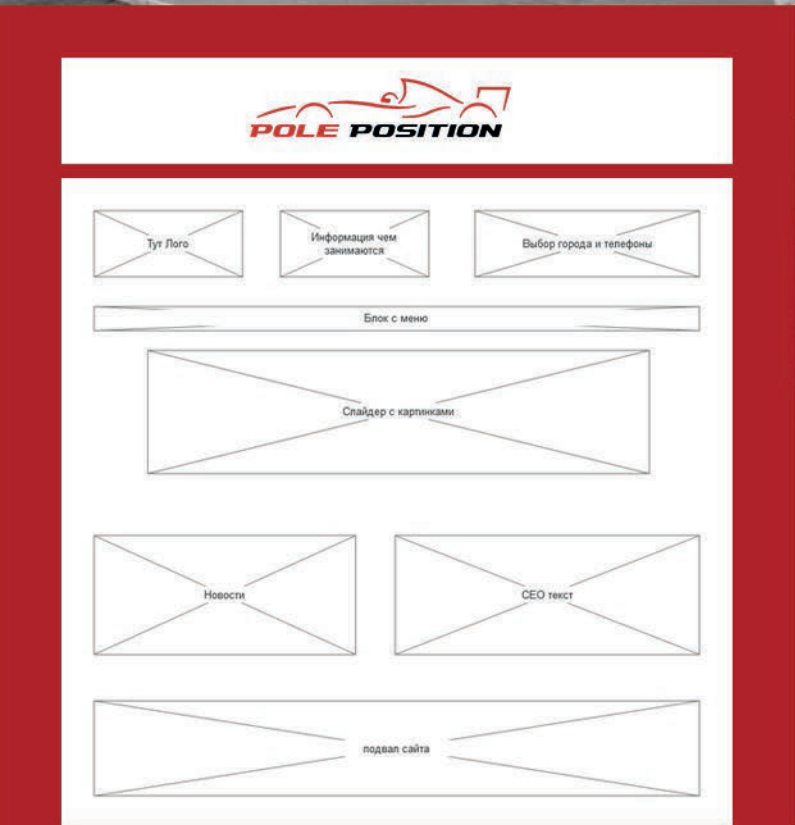 POLE POSITION
Тут Лого
Информация чем
занимаются
Выбор города и телефоны
Блок с меню
Слайдер с картинками
Новости
СЕО текст
подвал сайта